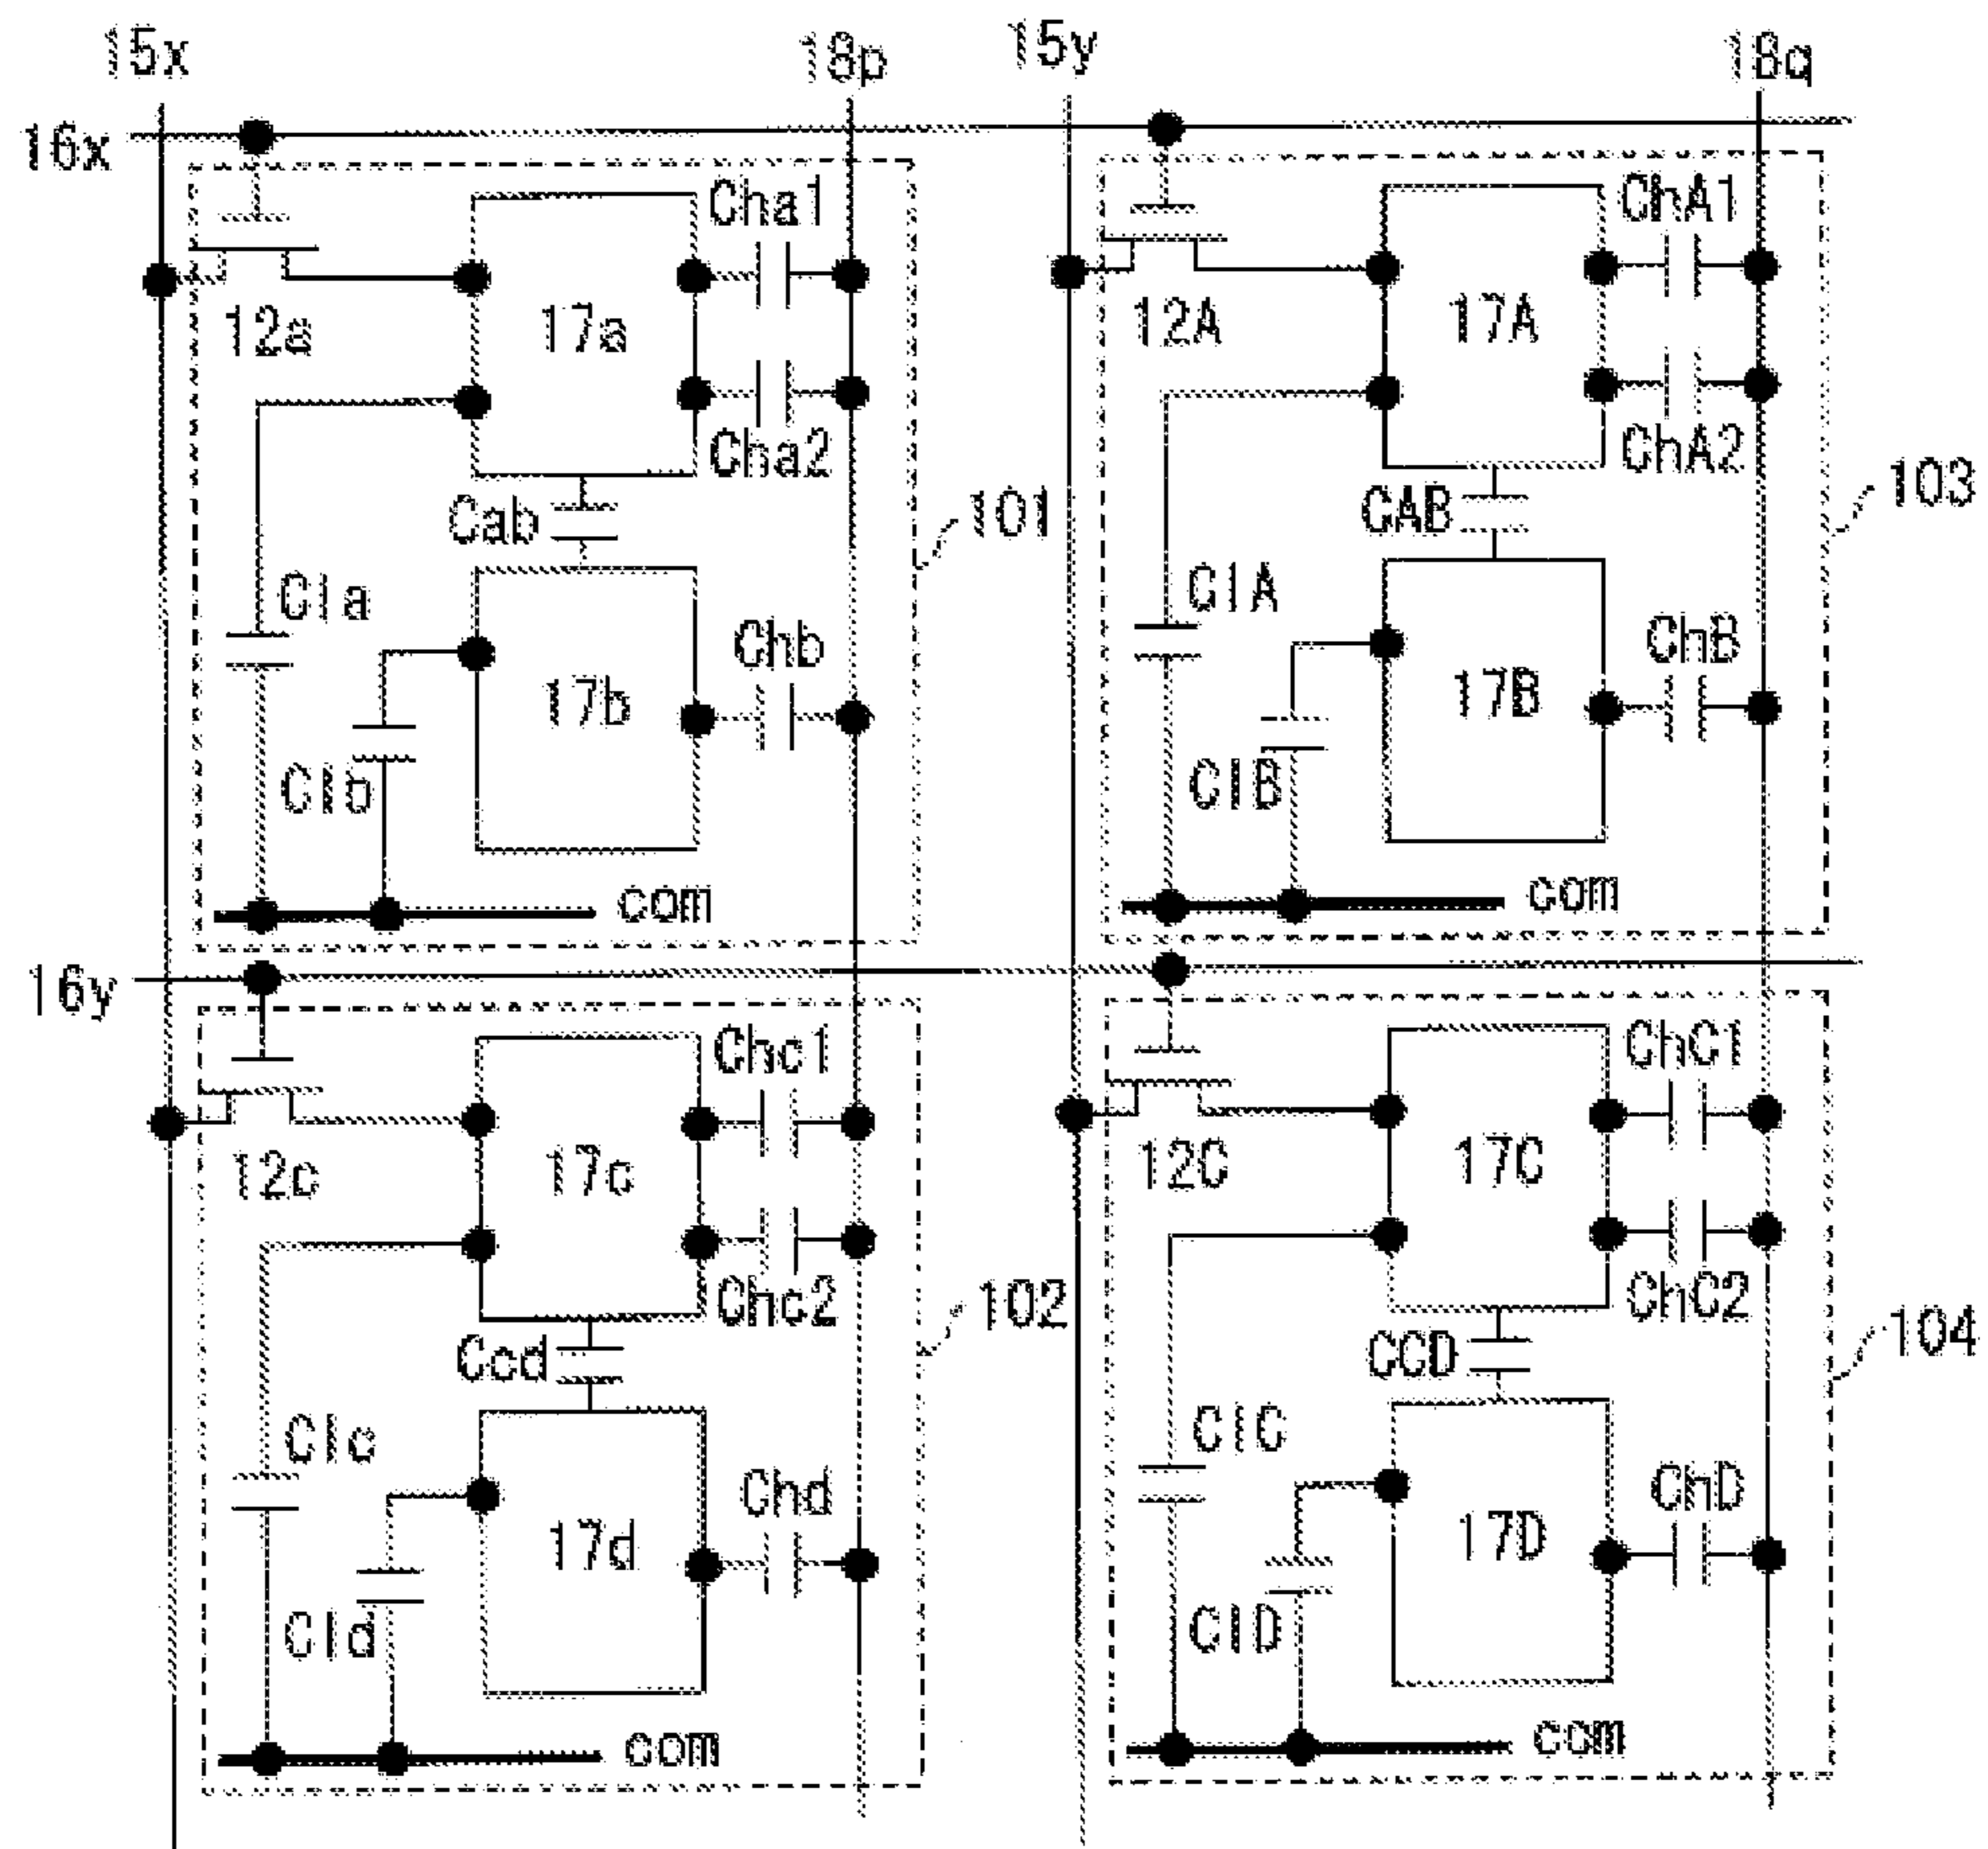 15x 18p 15y 18q
16x
Cha1 ChA1
12a 17a 12A 17A
Cha2 ChA2
Cab 101 CAB 103
Cla Chb ClA ChB
17b 17B
Clb ClB
com com
16y
Chc1 ChC1
12c 17c 12C 17C
Chc2 102 ChC2 104
Ccd CCD
Clc Chd ClC ChD
17d 17D
Cld ClD
com com